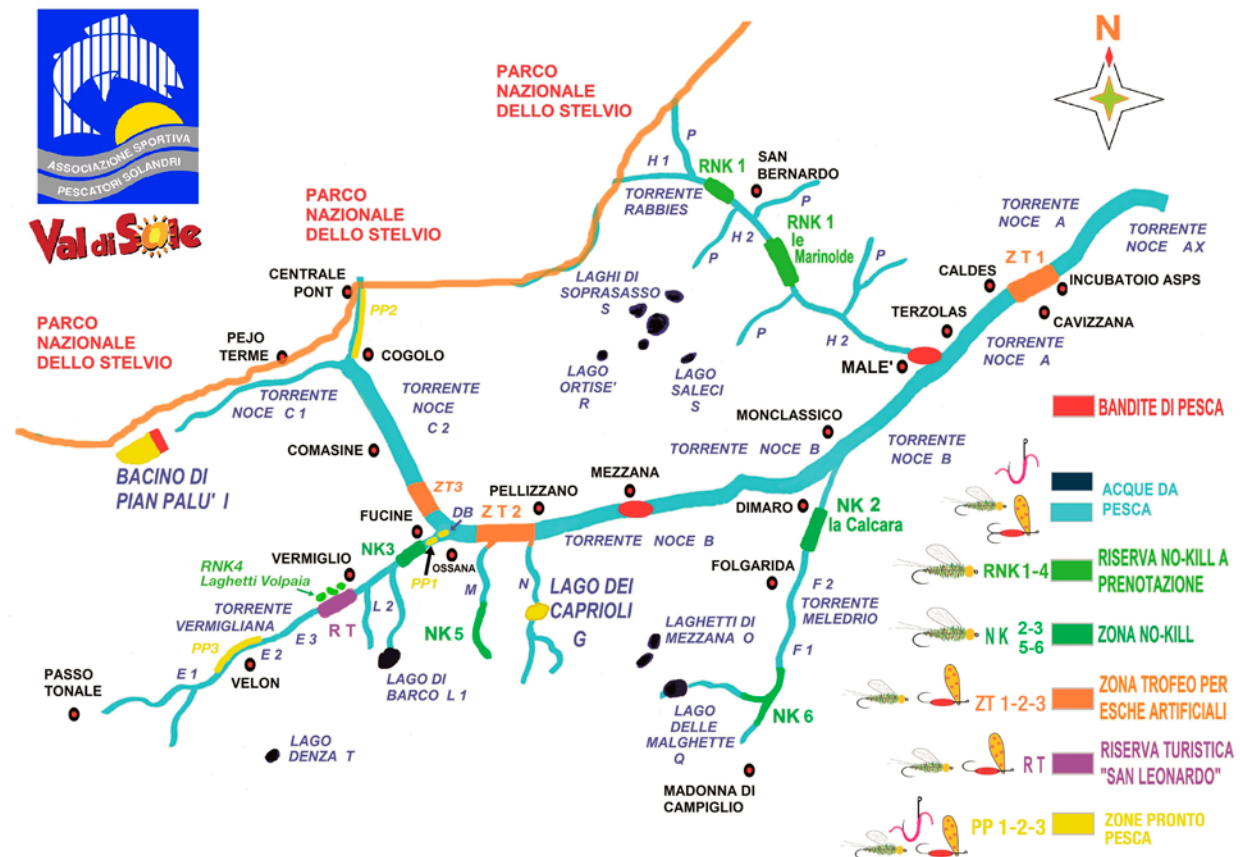 ASSOCIAZIONE SPORTIVA
PESCATORI SOLANDRI
Val di Sole
PARCO
NAZIONALE
DELLO STELVIO
N
PARCO
NAZIONALE
DELLO STELVIO
PARCO
NAZIONALE
DELLO STELVIO
P
H 1
RNK 1
SAN
BERNARDO
TORRENTE
RABBIES
P
H 2
P
RNK 1
le
Marinolde
P
P
H 2
TORRENTE
NOCE A
TORRENTE
NOCE AX
Z T 1
CALDES
INCUBATOIO ASPS
TERZOLAS
CAVIZZANA
TORRENTE
NOCE A
MALE'
CENTRALE
PONT
PP2
PEJO
TERME
COGOLO
LAGHI DI
SOPRASASSO
S
LAGO
ORTISE'
R
LAGO
SALECI
S
TORRENTE
NOCE C 1
TORRENTE
NOCE
C 2
COMASINE
BACINO DI
PIAN PALU' I
MONCLASSICO
TORRENTE
NOCE B
TORRENTE
NOCE B
MEZZANA
PELLIZZANO
ZT3
DB
Z T 2
FUCINE
NK3
OSSANA
PP1
TORRENTE NOCE B
DIMARO
NK 2
la Calcara
VERMIGLIO
RNK4
Laghetti Volpaia
R T
L 2
M
N
NK5
LAGO DEI
CAPRIOLI
G
FOLGARIDA
F 2
TORRENTE
MELEDRIO
F 1
TORRENTE
VERMIGLIANA
E 3
PP3
E 2
E 1
VELON
PASSO
TONALE
LAGO DI
BARCO L 1
LAGHETTI DI
MEZZANA O
LAGO
DELLE
MALGHETTE
Q
NK 6
LAGO
DENZA T
MADONNA DI
CAMPIGLIO
BANDITE DI PESCA
ACQUE DA
PESCA
RNK 1-4
RISERVA NO-KILL A
PRENOTAZIONE
N K 2-3
5-6
ZONA NO-KILL
ZT 1-2-3
ZONA TROFEO PER
ESCHE ARTIFICIALI
R T
RISERVA TURISTICA
"SAN LEONARDO"
PP 1-2-3
ZONE PRONTO
PESCA